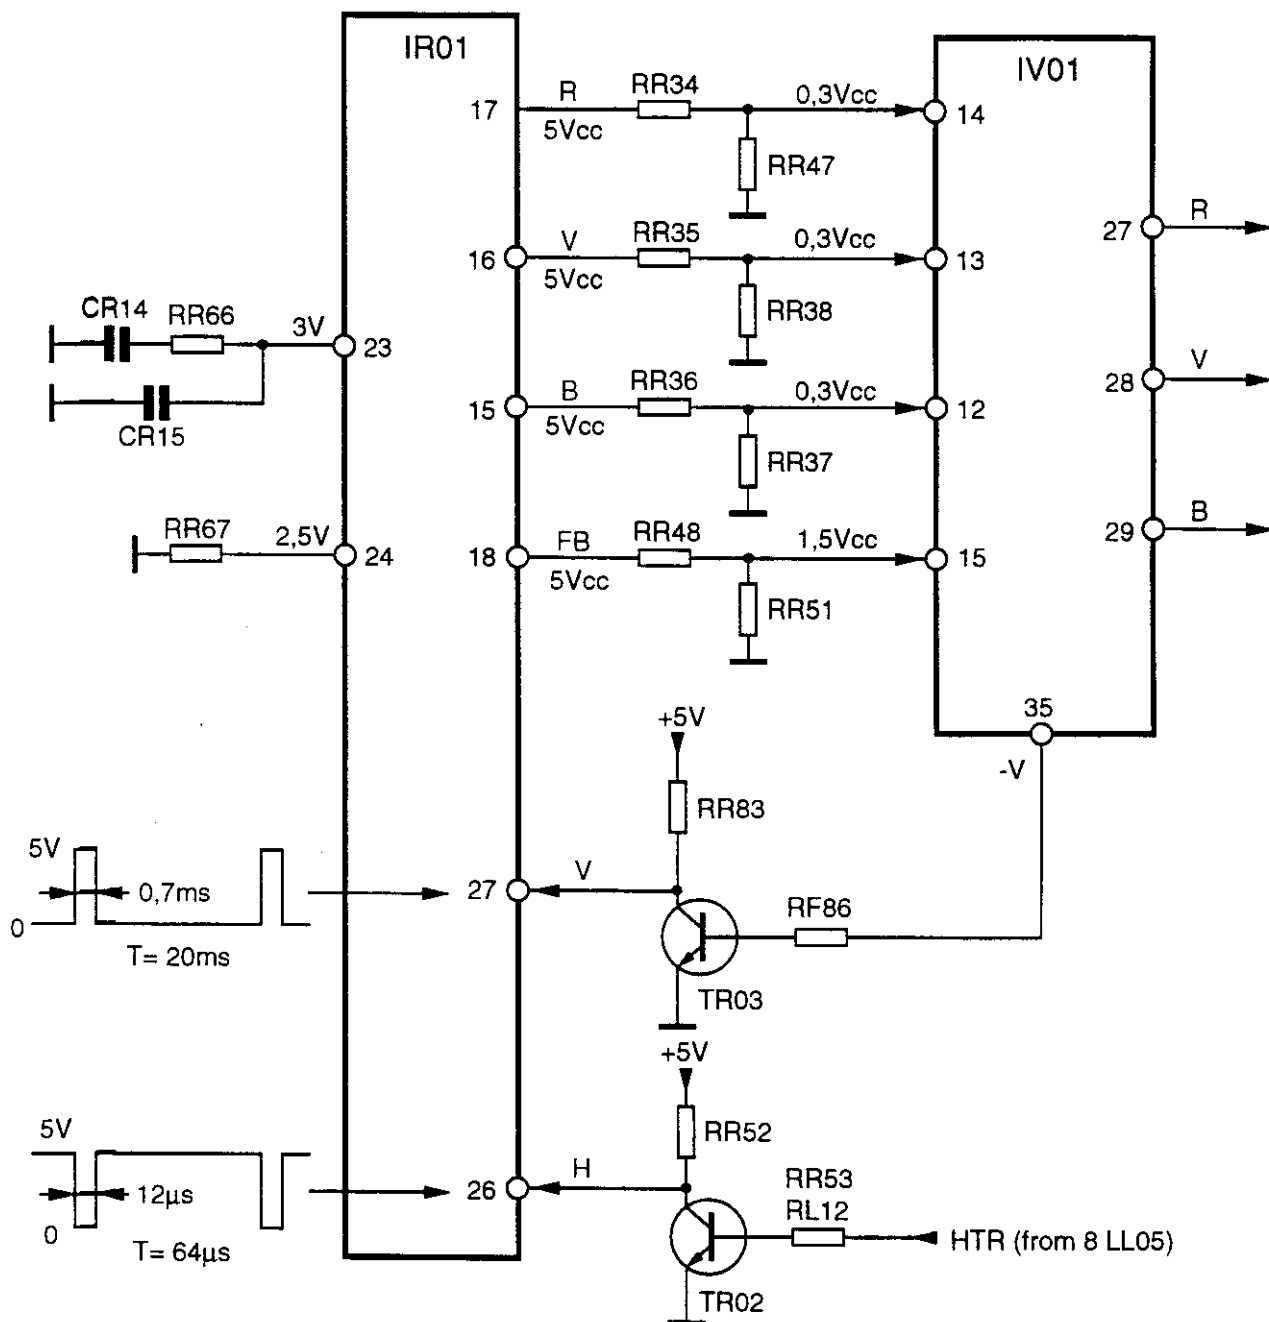 IR01
IV01
17
R
5Vcc
RR34
0,3Vcc
14
RR47
16
V
5Vcc
RR35
0,3Vcc
13
RR38
27
R
CR14
RR66
3V
23
CR15
15
B
5Vcc
RR36
0,3Vcc
12
RR37
28
V
RR67
2,5V
24
18
FB
5Vcc
RR48
1,5Vcc
15
RR51
29
B
35
-V
+5V
RR83
5V
0,7ms
0
T= 20ms
27
V
RF86
TR03
+5V
RR52
5V
12µs
0
T= 64µs
26
H
RR53
RL12
HTR (from 8 LL05)
TR02